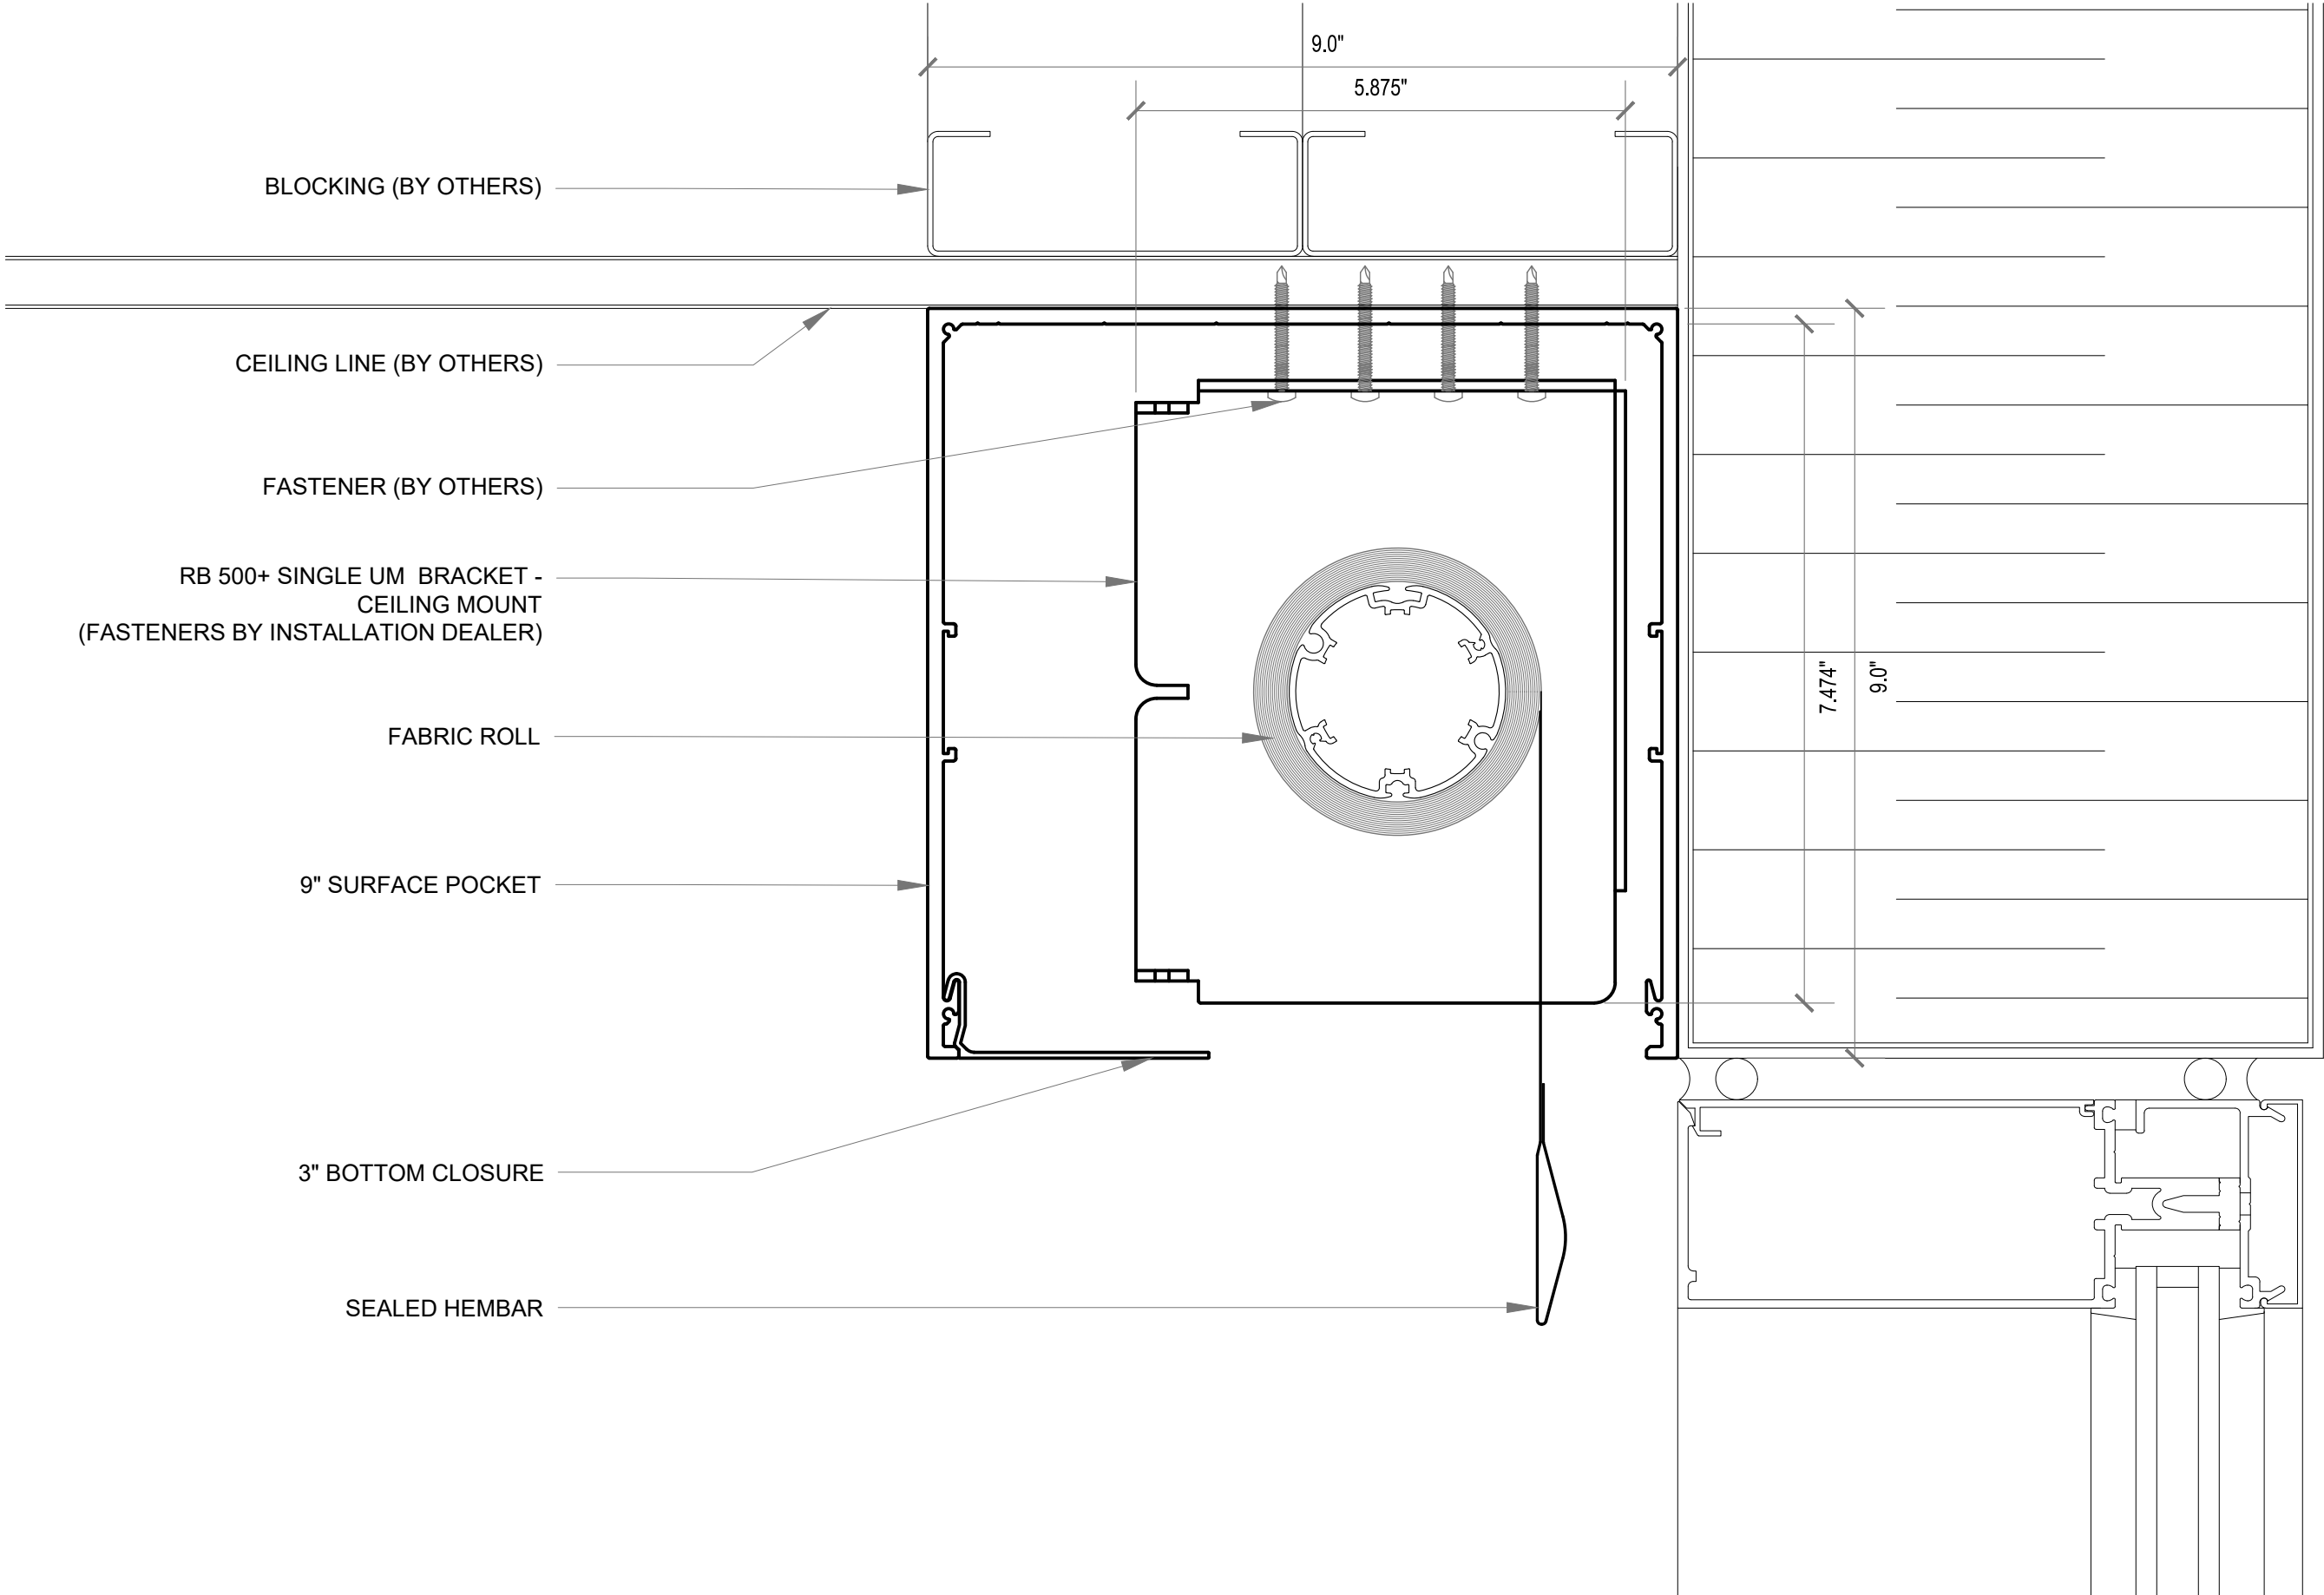 9.0"
5.875"
BLOCKING (BY OTHERS)
CEILING LINE (BY OTHERS)
FASTENER (BY OTHERS)
RB 500+ SINGLE UM  BRACKET -
CEILING MOUNT
(FASTENERS BY INSTALLATION DEALER)
7.474"
9.0"
FABRIC ROLL
9" SURFACE POCKET
3" BOTTOM CLOSURE
SEALED HEMBAR